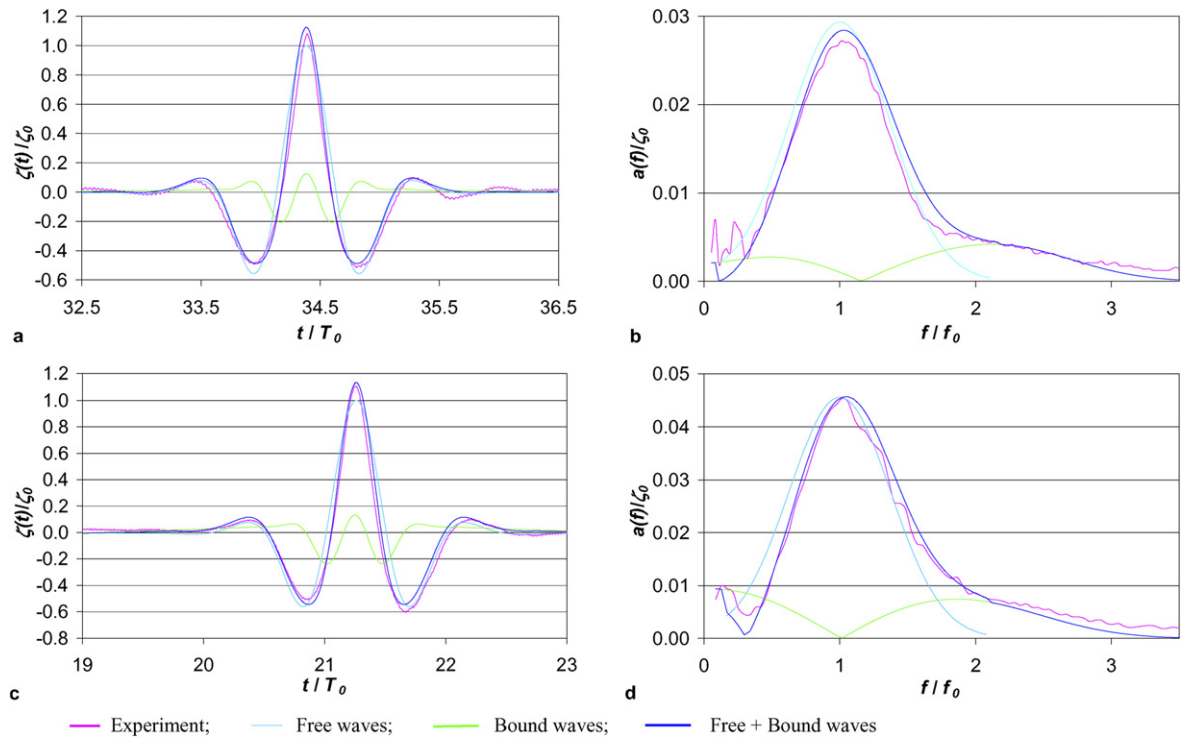 1.2
1.0
0.8
0.6
0.4
0.2
0.0
-0.2
-0.4
-0.6
ζ(t)/ζ0
32.5 33.5 34.5 35.5 36.5
t / T0
a
0.03
0.02
0.01
0.00
a(f)/ζ0
0 1 2 3
f / f0
b
1.2
1.0
0.8
0.6
0.4
0.2
0.0
-0.2
-0.4
-0.6
-0.8
ζ(t)/ζ0
19 20 21 22 23
t / T0
c
0.05
0.04
0.03
0.02
0.01
0.00
a(f)/ζ0
0 1 2 3
f / f0
d
Experiment; Free waves; Bound waves; Free + Bound waves